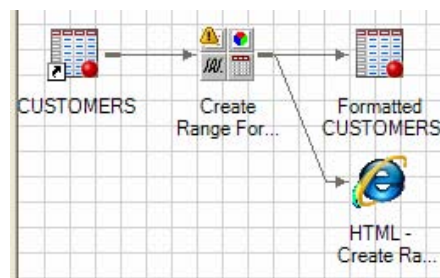 CUSTOMERS
Create
Range For...
Formatted
CUSTOMERS
HTML -
Create Ra...